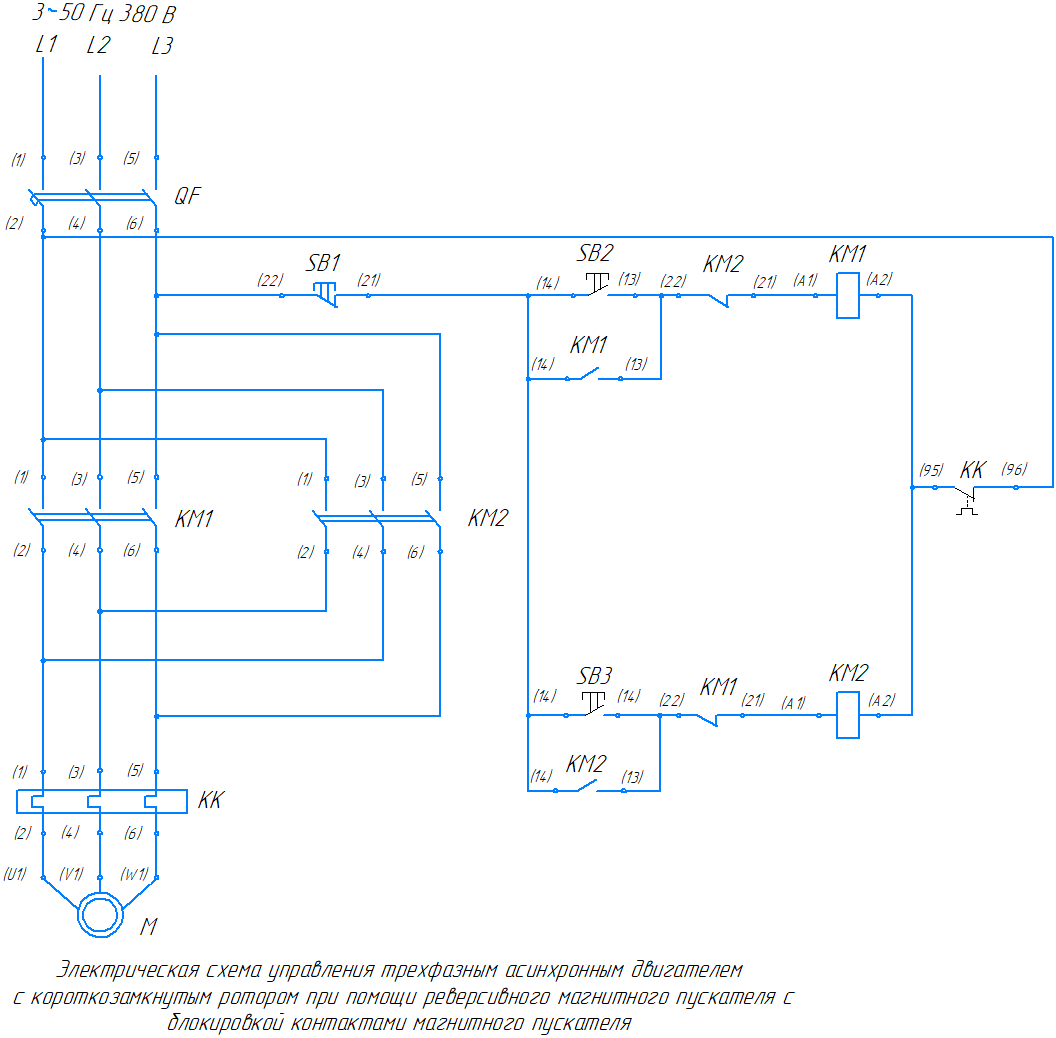 3~50 Гц 380 В
L1 L2 L3
(1) (3) (5)
QF
(2) (4) (6)
SB1
(22) (21)
SB2
(14) (13)
KM2
(22) (21)
KM1
(A1) (A2)
KM1
(14) (13)
(1) (3) (5)
(1) (3) (5)
KM1
KM2
(2) (4) (6)
(2) (4) (6)
(95) KK (96)
SB3
(14) (14)
KM1
(22) (21)
KM2
(A1) (A2)
KM2
(14) (13)
(1) (3) (5)
KK
(2) (4) (6)
(U1) (V1) (W1)
M
Электрическая схема управления трехфазным асинхронным двигателем
с короткозамкнутым ротором при помощи реверсивного магнитного пускателя с
блокировкой контактами магнитного пускателя